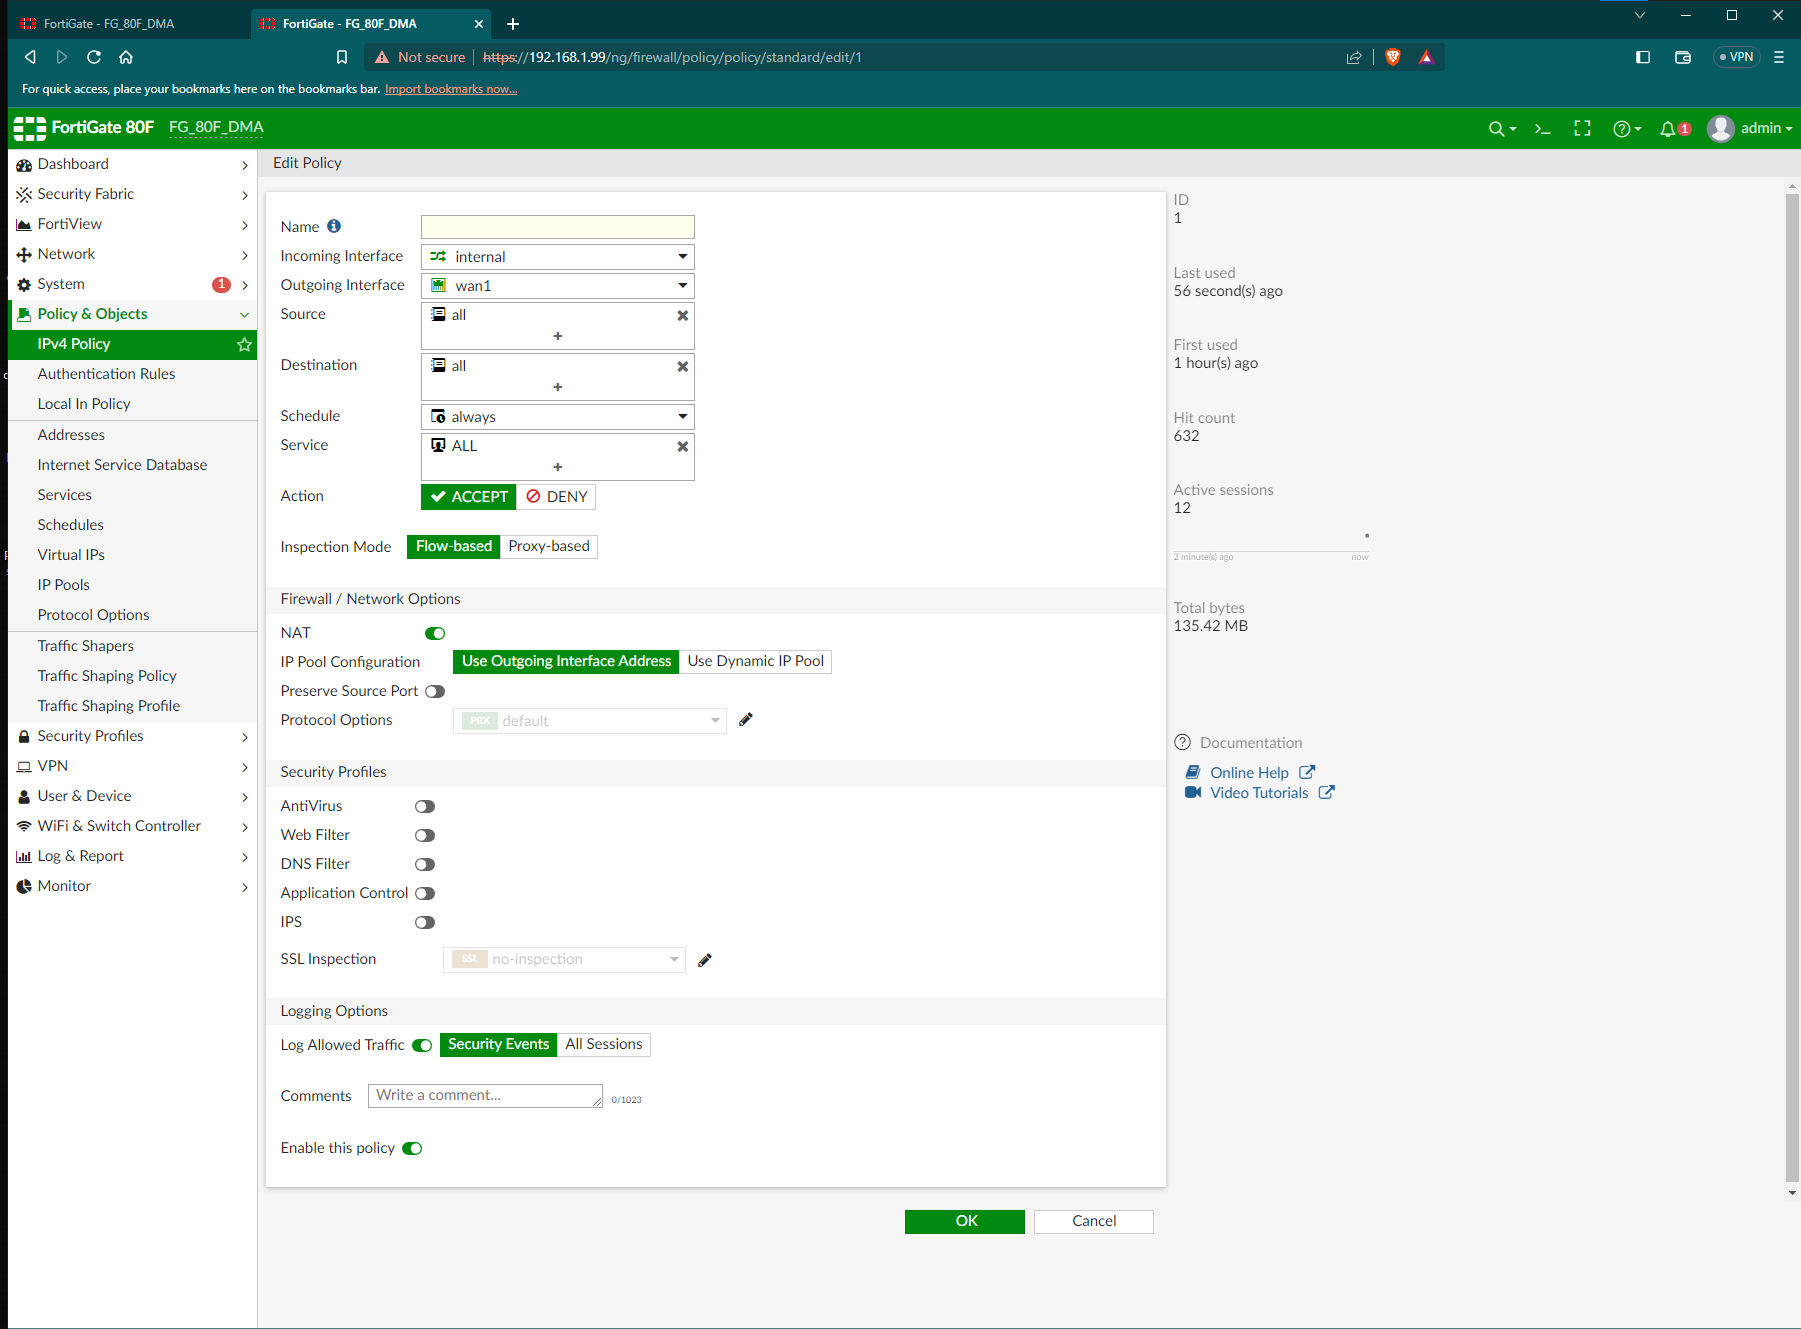 FortiGate - FG_80F_DMA
FortiGate - FG_80F_DMA
Not secure https://192.168.1.99/ng/firewall/policy/policy/standard/edit/1
VPN
For quick access, place your bookmarks here on the bookmarks bar. Import bookmarks now...
FortiGate 80F FG_80F_DMA
1
admin
Dashboard
Security Fabric
FortiView
Network
System 1
Policy & Objects
IPv4 Policy
Authentication Rules
Local In Policy
Addresses
Internet Service Database
Services
Schedules
Virtual IPs
IP Pools
Protocol Options
Traffic Shapers
Traffic Shaping Policy
Traffic Shaping Profile
Security Profiles
VPN
User & Device
WiFi & Switch Controller
Log & Report
Monitor
Edit Policy
Name
Incoming Interface internal
Outgoing Interface wan1
Source all
+
Destination all
+
Schedule always
Service ALL
+
Action ACCEPT DENY
Inspection Mode Flow-based Proxy-based
Firewall / Network Options
NAT
IP Pool Configuration Use Outgoing Interface Address Use Dynamic IP Pool
Preserve Source Port
Protocol Options PRX default
Security Profiles
AntiVirus
Web Filter
DNS Filter
Application Control
IPS
SSL Inspection SSL no-inspection
Logging Options
Log Allowed Traffic Security Events All Sessions
Comments Write a comment... 0/1023
Enable this policy
OK Cancel
ID
1
Last used
56 second(s) ago
First used
1 hour(s) ago
Hit count
632
Active sessions
12
2 minute(s) ago now
Total bytes
135.42 MB
Documentation
Online Help
Video Tutorials